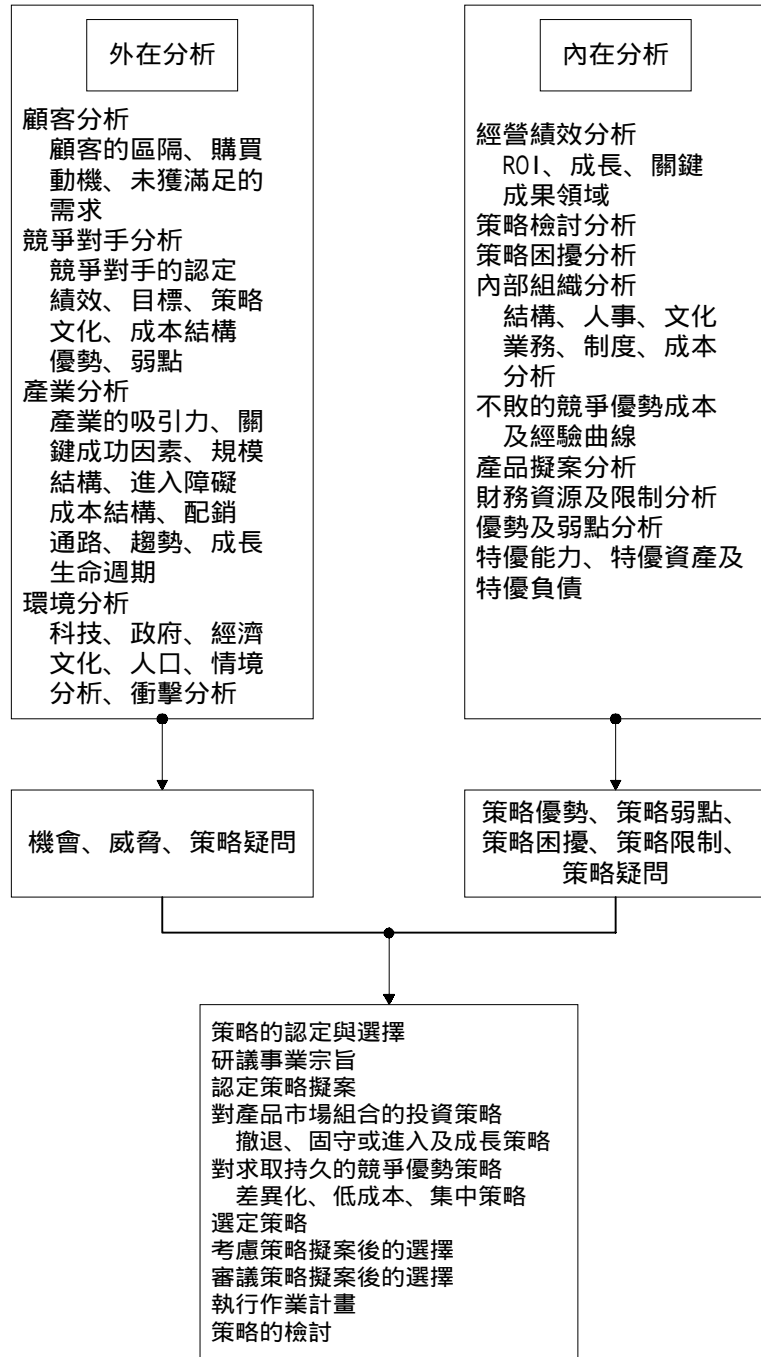 外在分析
顧客分析
顧客的區隔、購買
動機、未獲滿足的
需求
競爭對手分析
競爭對手的認定
績效、目標、策略
文化、成本結構
優勢、弱點
產業分析
產業的吸引力、關
鍵成功因素、規模
結構、進入障礙
成本結構、配銷
通路、趨勢、成長
生命週期
環境分析
科技、政府、經濟
文化、人口、情境
分析、衝擊分析
內在分析
經營績效分析
ROI、成長、關鍵
成果領域
策略檢討分析
策略困擾分析
內部組織分析
結構、人事、文化
業務、制度、成本
分析
不敗的競爭優勢成本
及經驗曲線
產品擬案分析
財務資源及限制分析
優勢及弱點分析
特優能力、特優資產及
特優負債
機會、威脅、策略疑問
策略優勢、策略弱點、
策略困擾、策略限制、
策略疑問
策略的認定與選擇
研議事業宗旨
認定策略擬案
對產品市場組合的投資策略
撤退、固守或進入及成長策略
對求取持久的競爭優勢策略
差異化、低成本、集中策略
選定策略
考慮策略擬案後的選擇
審議策略擬案後的選擇
執行作業計畫
策略的檢討